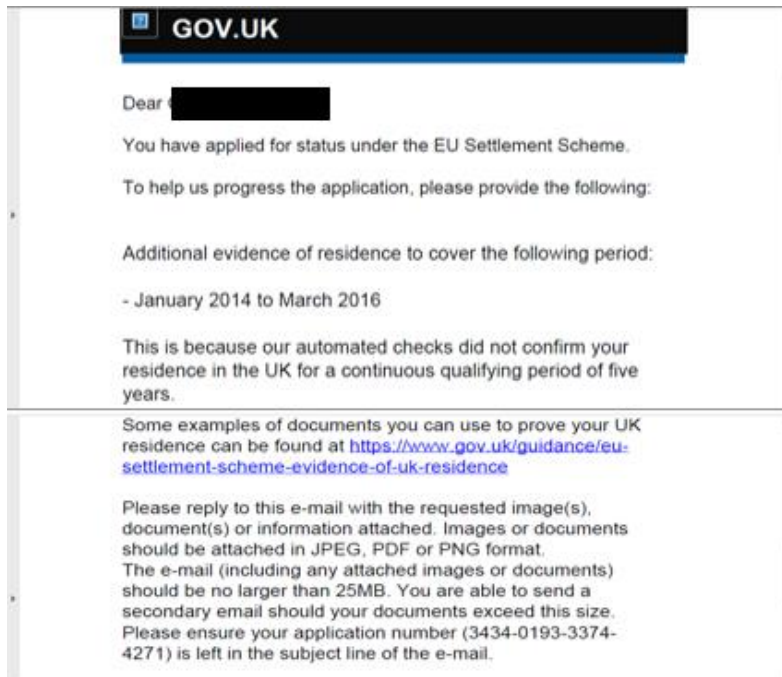 GOV.UK
Dear
You have applied for status under the EU Settlement Scheme.
To help us progress the application, please provide the following:
Additional evidence of residence to cover the following period:
- January 2014 to March 2016
This is because our automated checks did not confirm your
residence in the UK for a continuous qualifying period of five
years.
Some examples of documents you can use to prove your UK
residence can be found at https://www.gov.uk/guidance/eu-
settlement-scheme-evidence-of-uk-residence
Please reply to this e-mail with the requested image(s),
document(s) or information attached. Images or documents
should be attached in JPEG, PDF or PNG format.
The e-mail (including any attached images or documents)
should be no larger than 25MB. You are able to send a
secondary email should your documents exceed this size.
Please ensure your application number (3434-0193-3374-
4271) is left in the subject line of the e-mail.